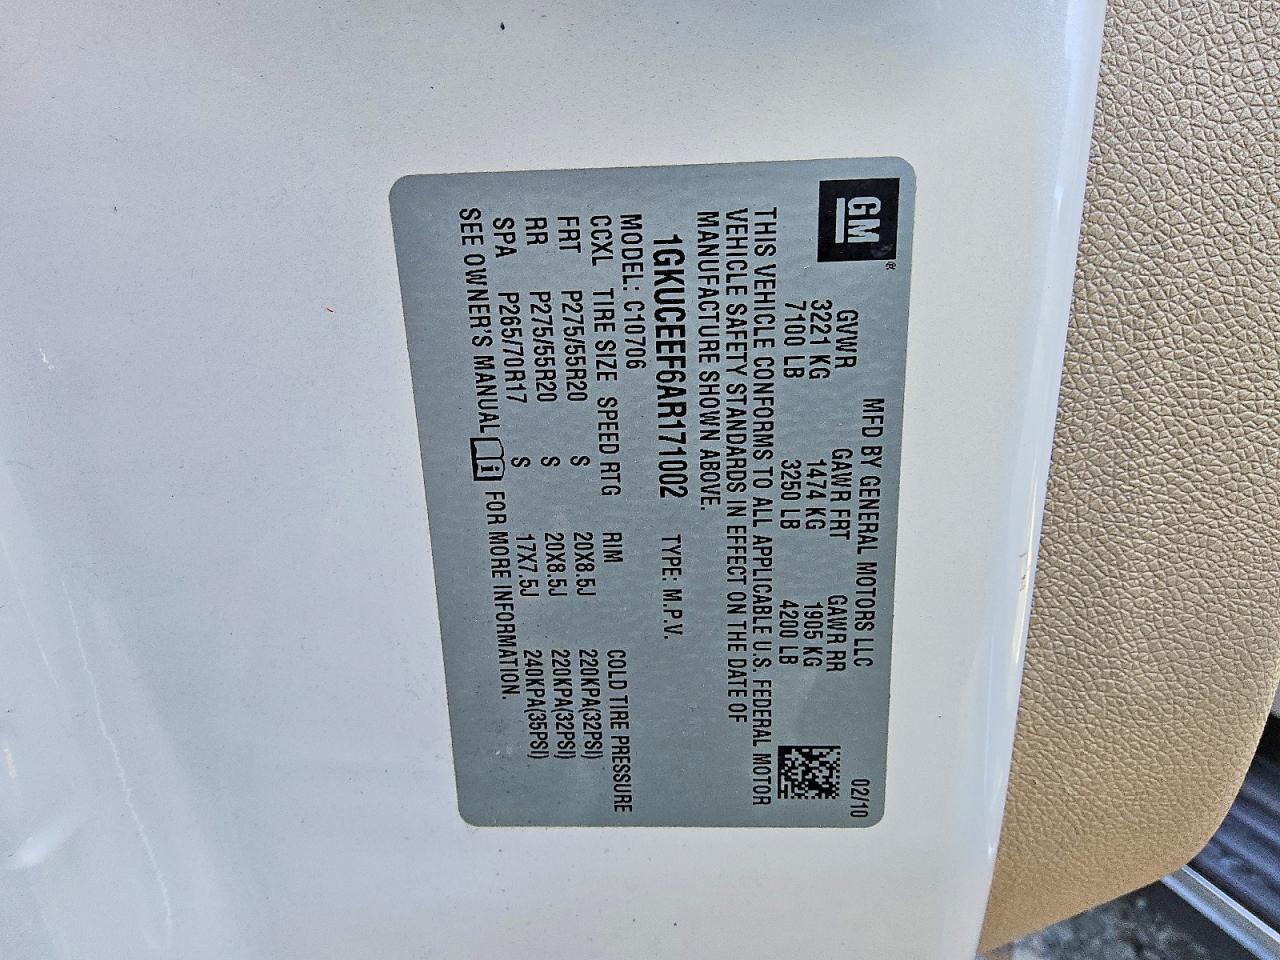 GM®
MFD BY GENERAL MOTORS LLC 02/10
GVWR GAWR FRT GAWR RR
3221 KG 1474 KG 1905 KG
7100 LB 3250 LB 4200 LB
THIS VEHICLE CONFORMS TO ALL APPLICABLE U.S. FEDERAL MOTOR
VEHICLE SAFETY STANDARDS IN EFFECT ON THE DATE OF
MANUFACTURE SHOWN ABOVE.
1GKUCEEF6AR171002 TYPE: M.P.V.
MODEL: C10706
CCXL TIRE SIZE SPEED RTG RIM COLD TIRE PRESSURE
FRT P275/55R20 S 20X8.5J 220KPA(32PSI)
RR P275/55R20 S 20X8.5J 220KPA(32PSI)
SPA P265/70R17 S 17X7.5J 240KPA(35PSI)
SEE OWNER'S MANUAL i FOR MORE INFORMATION.